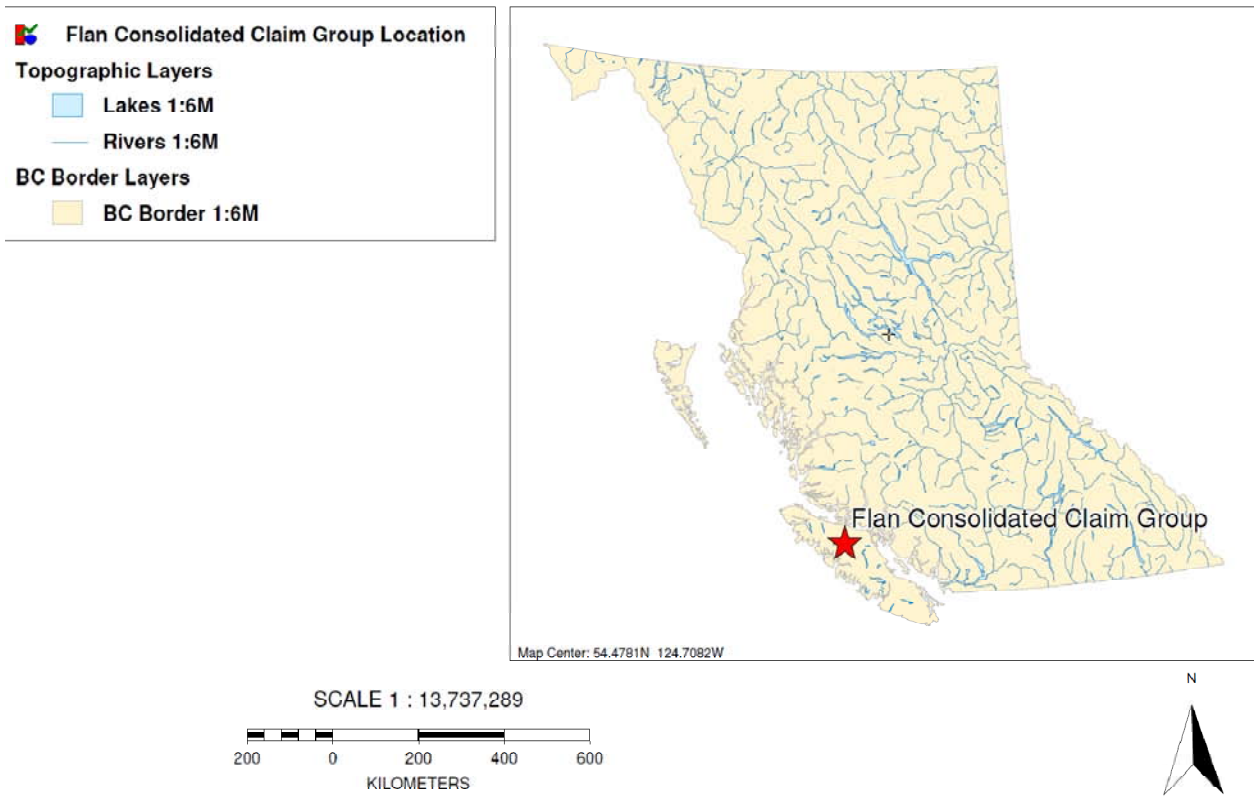 Flan Consolidated Claim Group Location
Topographic Layers
Lakes 1:6M
Rivers 1:6M
BC Border Layers
BC Border 1:6M
Flan Consolidated Claim Group
Map Center: 54.4781N 124.7082W
SCALE 1 : 13,737,289
200 0 200 400 600
KILOMETERS
N